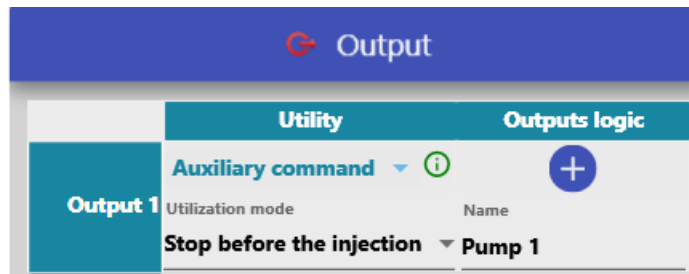 Output
Utility Outputs logic
Auxiliary command
Output 1
Utilization mode Name
Stop before the injection Pump 1